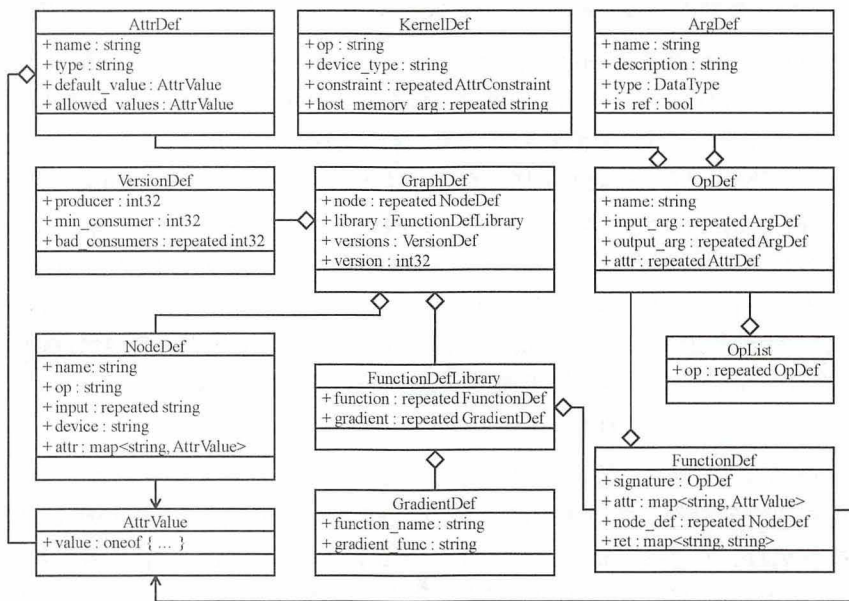 AttrDef
+ name : string
+ type : string
+ default_value : AttrValue
+ allowed_values : AttrValue
KernelDef
+ op : string
+ device_type : string
+ constraint : repeated AttrConstraint
+ host_memory_arg : repeated string
ArgDef
+ name : string
+ description : string
+ type : DataType
+ is_ref : bool
VersionDef
+ producer : int32
+ min_consumer : int32
+ bad_consumers : repeated int32
GraphDef
+ node : repeated NodeDef
+ library : FunctionDefLibrary
+ versions : VersionDef
+ version : int32
OpDef
+ name: string
+ input_arg : repeated ArgDef
+ output_arg : repeated ArgDef
+ attr : repeated AttrDef
NodeDef
+ name: string
+ op : string
+ input : repeated string
+ device : string
+ attr : map<string, AttrValue>
FunctionDefLibrary
+ function : repeated FunctionDef
+ gradient : repeated GradientDef
OpList
+ op : repeated OpDef
AttrValue
+ value : oneof { ... }
GradientDef
+ function_name : string
+ gradient_func : string
FunctionDef
+ signature : OpDef
+ attr : map<string, AttrValue>
+ node_def : repeated NodeDef
+ ret : map<string, string>